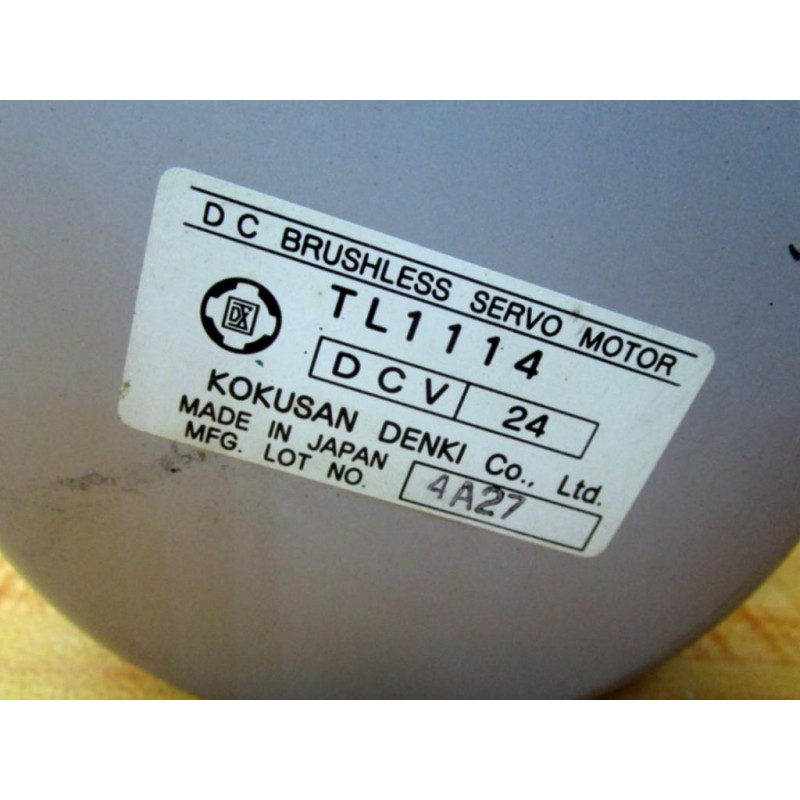 DC BRUSHLESS SERVO MOTOR
TL1114
DCV 24
KOKUSAN DENKI Co., Ltd.
MADE IN JAPAN
MFG. LOT NO. 4A27